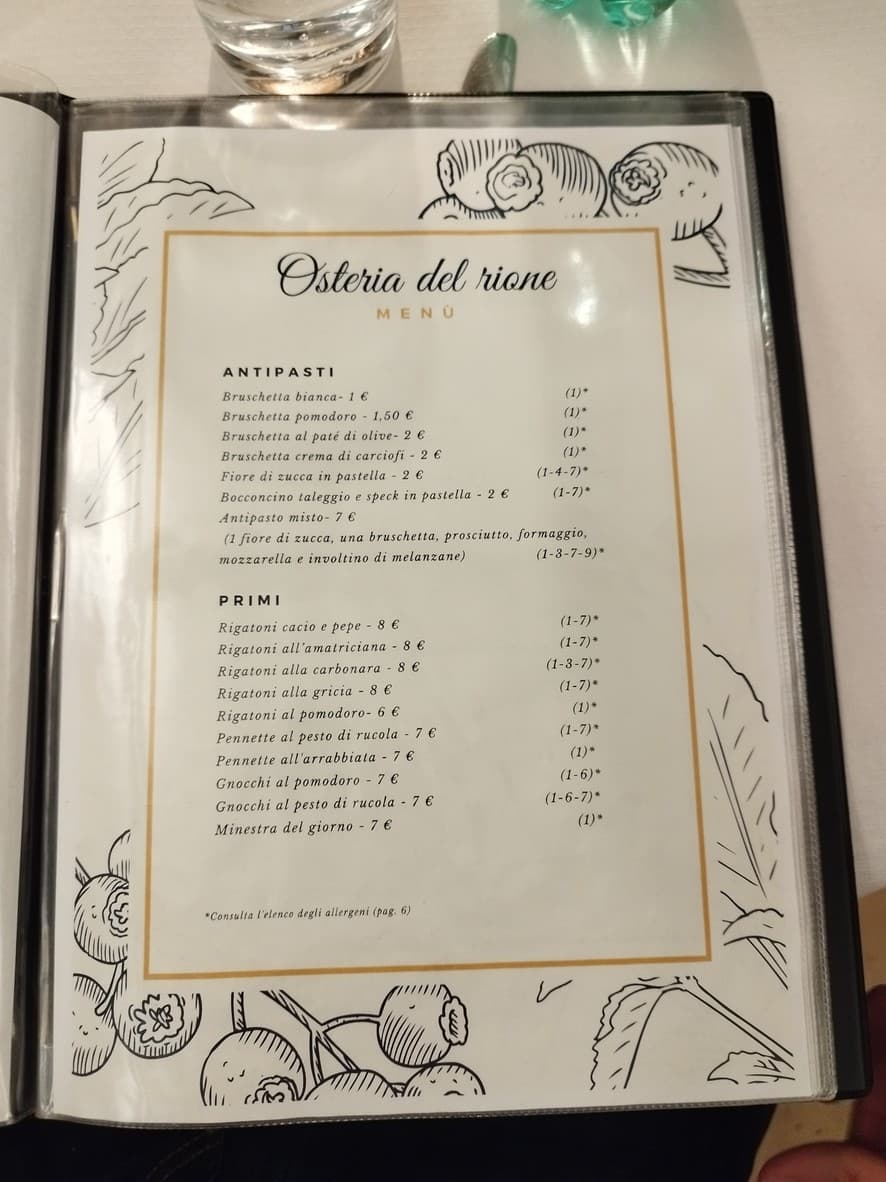 Osteria del rione
MENÙ
ANTIPASTI
Bruschetta bianca- 1 € (1)*
Bruschetta pomodoro - 1,50 € (1)*
Bruschetta al paté di olive- 2 € (1)*
Bruschetta crema di carciofi - 2 € (1)*
Fiore di zucca in pastella - 2 € (1-4-7)*
Bocconcino taleggio e speck in pastella - 2 € (1-7)*
Antipasto misto- 7 €
(1 fiore di zucca, una bruschetta, prosciutto, formaggio,
mozzarella e involtino di melanzane) (1-3-7-9)*
PRIMI
Rigatoni cacio e pepe - 8 € (1-7)*
Rigatoni all'amatriciana - 8 € (1-7)*
Rigatoni alla carbonara - 8 € (1-3-7)*
Rigatoni alla gricia - 8 € (1-7)*
Rigatoni al pomodoro- 6 € (1)*
Pennette al pesto di rucola - 7 € (1-7)*
Pennette all'arrabbiata - 7 € (1)*
Gnocchi al pomodoro - 7 € (1-6)*
Gnocchi al pesto di rucola - 7 € (1-6-7)*
Minestra del giorno - 7 € (1)*
*Consulta l'elenco degli allergeni (pag. 6)